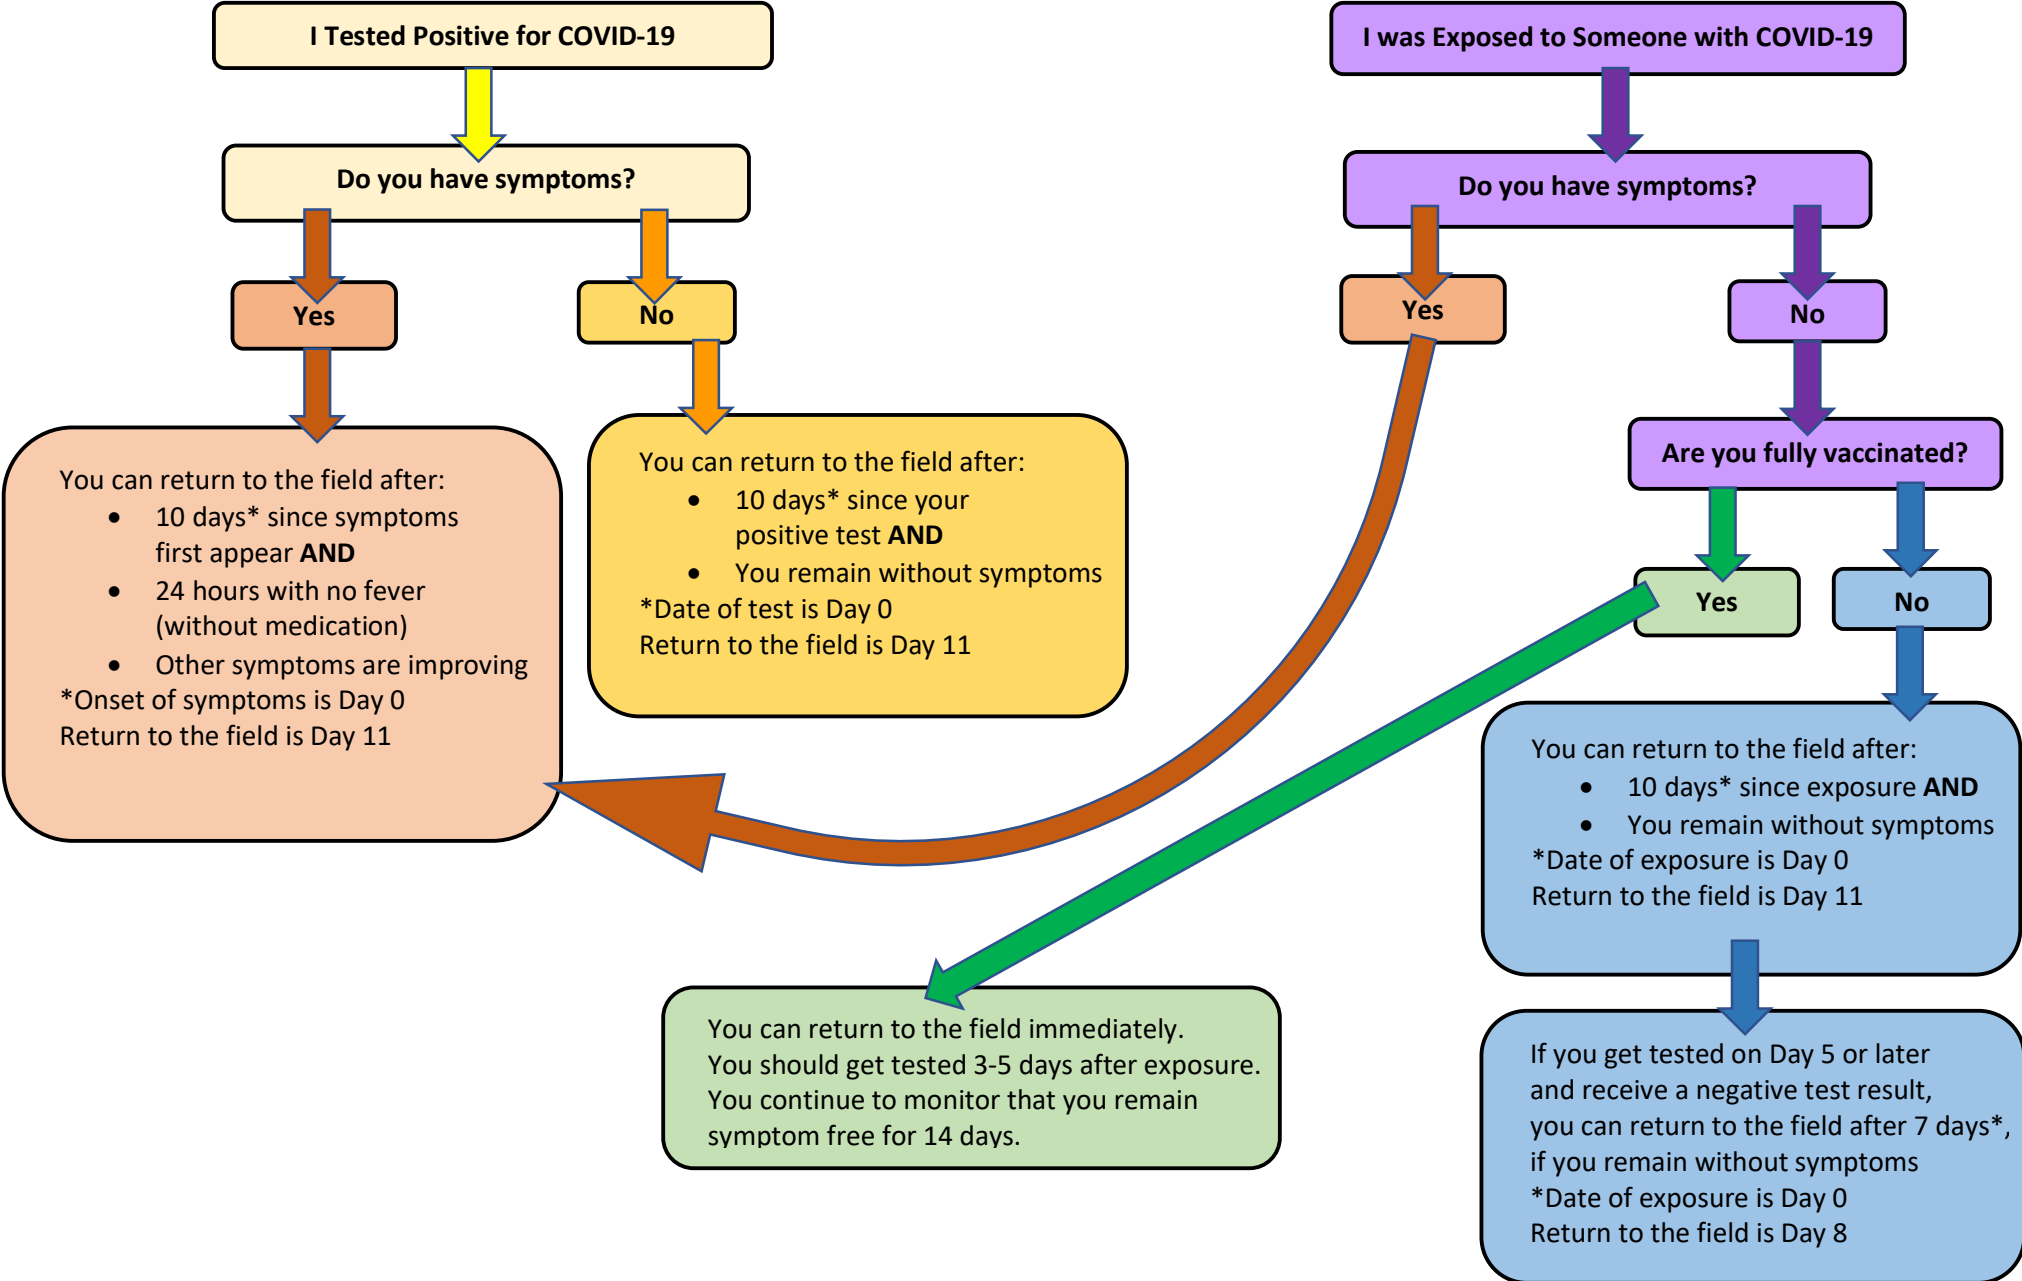 I Tested Positive for COVID-19
Do you have symptoms?
Yes
No
You can return to the field after:
• 10 days* since symptoms
first appear AND
• 24 hours with no fever
(without medication)
• Other symptoms are improving
*Onset of symptoms is Day 0
Return to the field is Day 11
You can return to the field after:
• 10 days* since your
positive test AND
• You remain without symptoms
*Date of test is Day 0
Return to the field is Day 11
I was Exposed to Someone with COVID-19
Do you have symptoms?
Yes
No
Are you fully vaccinated?
Yes
No
You can return to the field immediately.
You should get tested 3-5 days after exposure.
You continue to monitor that you remain
symptom free for 14 days.
You can return to the field after:
• 10 days* since exposure AND
• You remain without symptoms
*Date of exposure is Day 0
Return to the field is Day 11
If you get tested on Day 5 or later
and receive a negative test result,
you can return to the field after 7 days*,
if you remain without symptoms
*Date of exposure is Day 0
Return to the field is Day 8